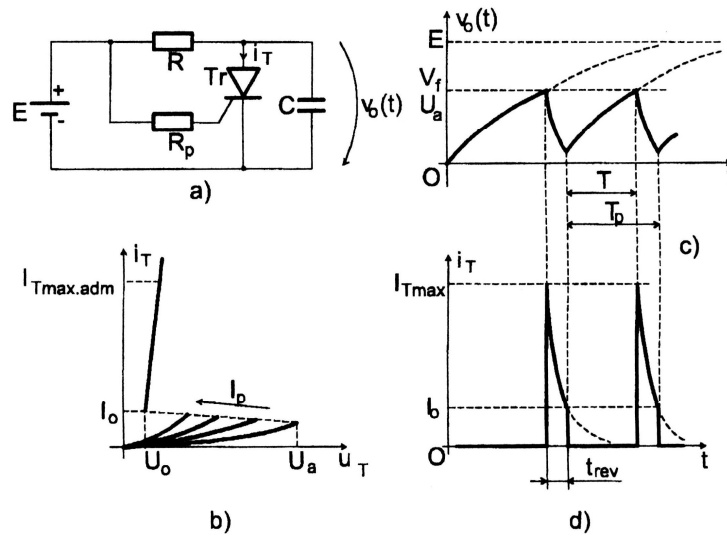 R
i_T
Tr
E
+
-
R_p
C
v_o(t)
a)
v_o(t)
E
V_f
U_a
O
T
T_p
c)
i_T
I_Tmax.adm
I_o
I_p
U_o
U_a
u_T
b)
i_T
I_Tmax
I_o
O
t
t_rev
d)